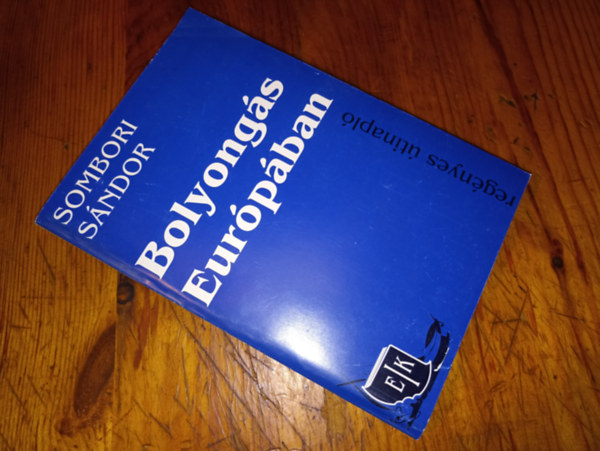 SOMBORI
SÁNDOR
Bolyongás
Európában
regényes útinapló
E K